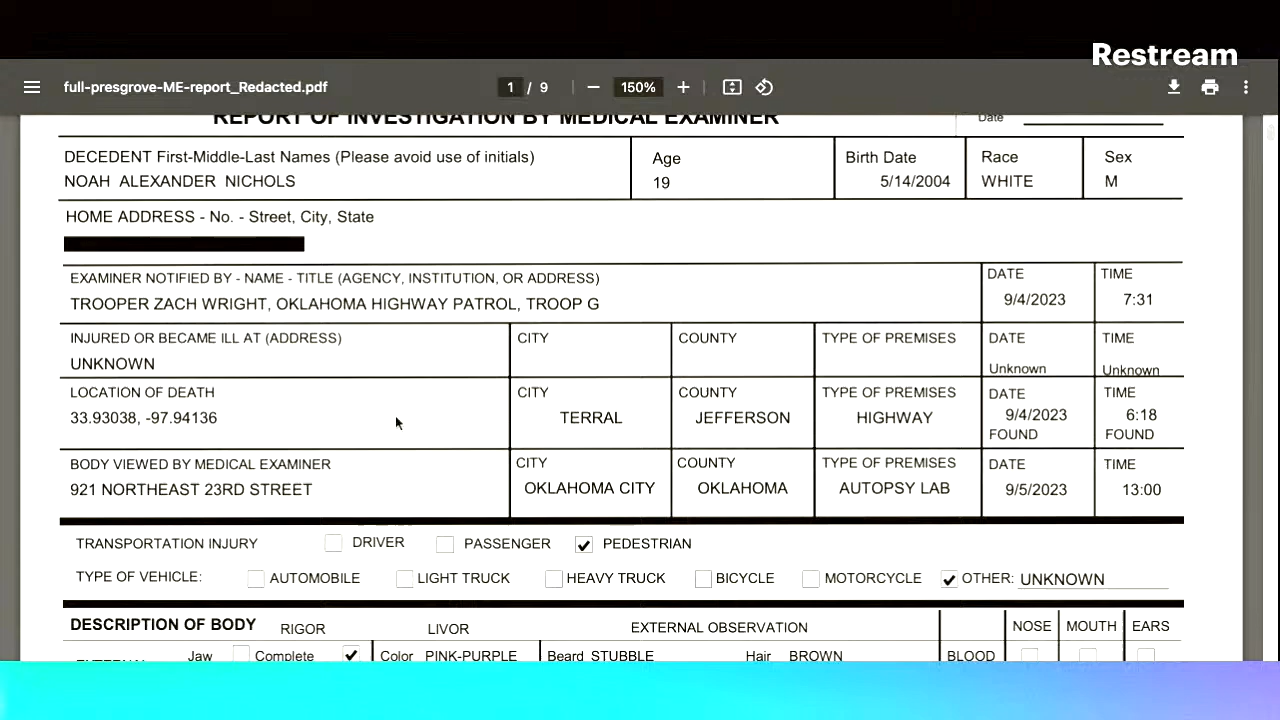 Restream
full-presgrove-ME-report_Redacted.pdf
1 / 9
150%
REPORT OF INVESTIGATION BY MEDICAL EXAMINER
Date
DECEDENT First-Middle-Last Names (Please avoid use of initials)
Age
Birth Date
Race
Sex
NOAH ALEXANDER NICHOLS
19
5/14/2004
WHITE
M
HOME ADDRESS - No. - Street, City, State
EXAMINER NOTIFIED BY - NAME - TITLE (AGENCY, INSTITUTION, OR ADDRESS)
DATE
TIME
TROOPER ZACH WRIGHT, OKLAHOMA HIGHWAY PATROL, TROOP G
9/4/2023
7:31
INJURED OR BECAME ILL AT (ADDRESS)
CITY
COUNTY
TYPE OF PREMISES
DATE
TIME
UNKNOWN
Unknown
Unknown
LOCATION OF DEATH
CITY
COUNTY
TYPE OF PREMISES
DATE
TIME
33.93038, -97.94136
TERRAL
JEFFERSON
HIGHWAY
9/4/2023
6:18
FOUND
FOUND
BODY VIEWED BY MEDICAL EXAMINER
CITY
COUNTY
TYPE OF PREMISES
DATE
TIME
921 NORTHEAST 23RD STREET
OKLAHOMA CITY
OKLAHOMA
AUTOPSY LAB
9/5/2023
13:00
TRANSPORTATION INJURY
DRIVER
PASSENGER
PEDESTRIAN
TYPE OF VEHICLE:
AUTOMOBILE
LIGHT TRUCK
HEAVY TRUCK
BICYCLE
MOTORCYCLE
OTHER: UNKNOWN
DESCRIPTION OF BODY
RIGOR
LIVOR
EXTERNAL OBSERVATION
NOSE
MOUTH
EARS
Jaw
Complete
Color PINK-PURPLE
Beard STUBBLE
Hair BROWN
BLOOD